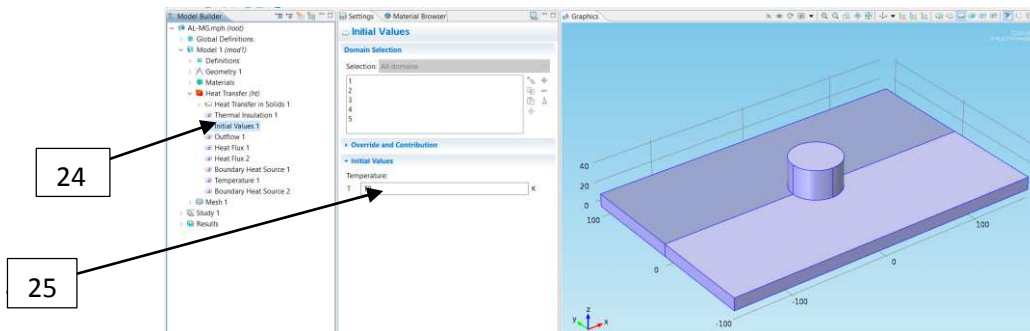 Model Builder
AL-MG.mph (root)
Global Definitions
Model 1 (mod1)
Definitions
Geometry 1
Materials
Heat Transfer (ht)
Heat Transfer in Solids 1
Thermal Insulation 1
Initial Values 1
Outflow 1
Heat Flux 1
Heat Flux 2
Boundary Heat Source 1
Temperature 1
Boundary Heat Source 2
Mesh 1
Study 1
Results
24
25
Settings
Material Browser
Initial Values
Domain Selection
Selection: All domains
1
2
3
4
5
Override and Contribution
Initial Values
Temperature:
T K
Graphics
40
20
0
100
0
-100
-100
0
100
z
y x